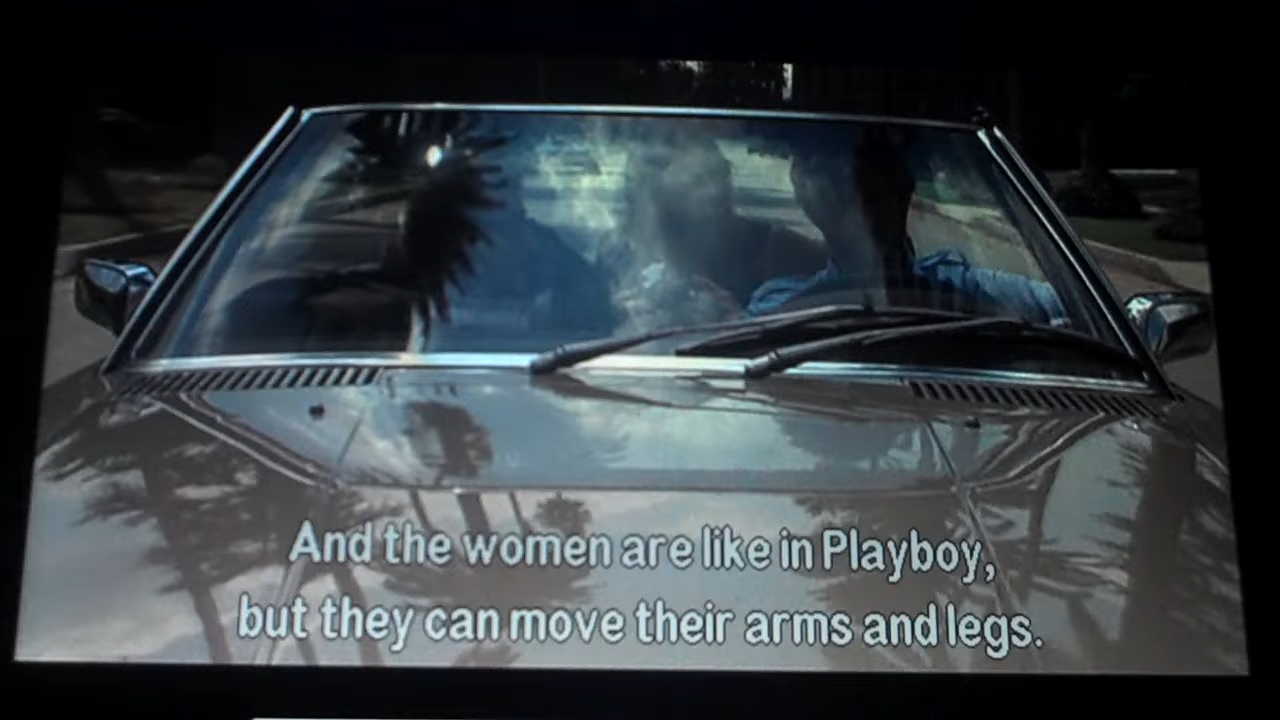 And the women are like in Playboy,
but they can move their arms and legs.